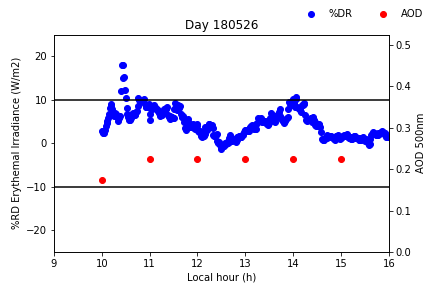 %DR AOD
Day 180526
%RD Erythemal Irradiance (W/m2)
20
10
0
−10
−20
0.5
0.4
0.3
0.2
0.1
0.0
AOD 500nm
9 10 11 12 13 14 15 16
Local hour (h)